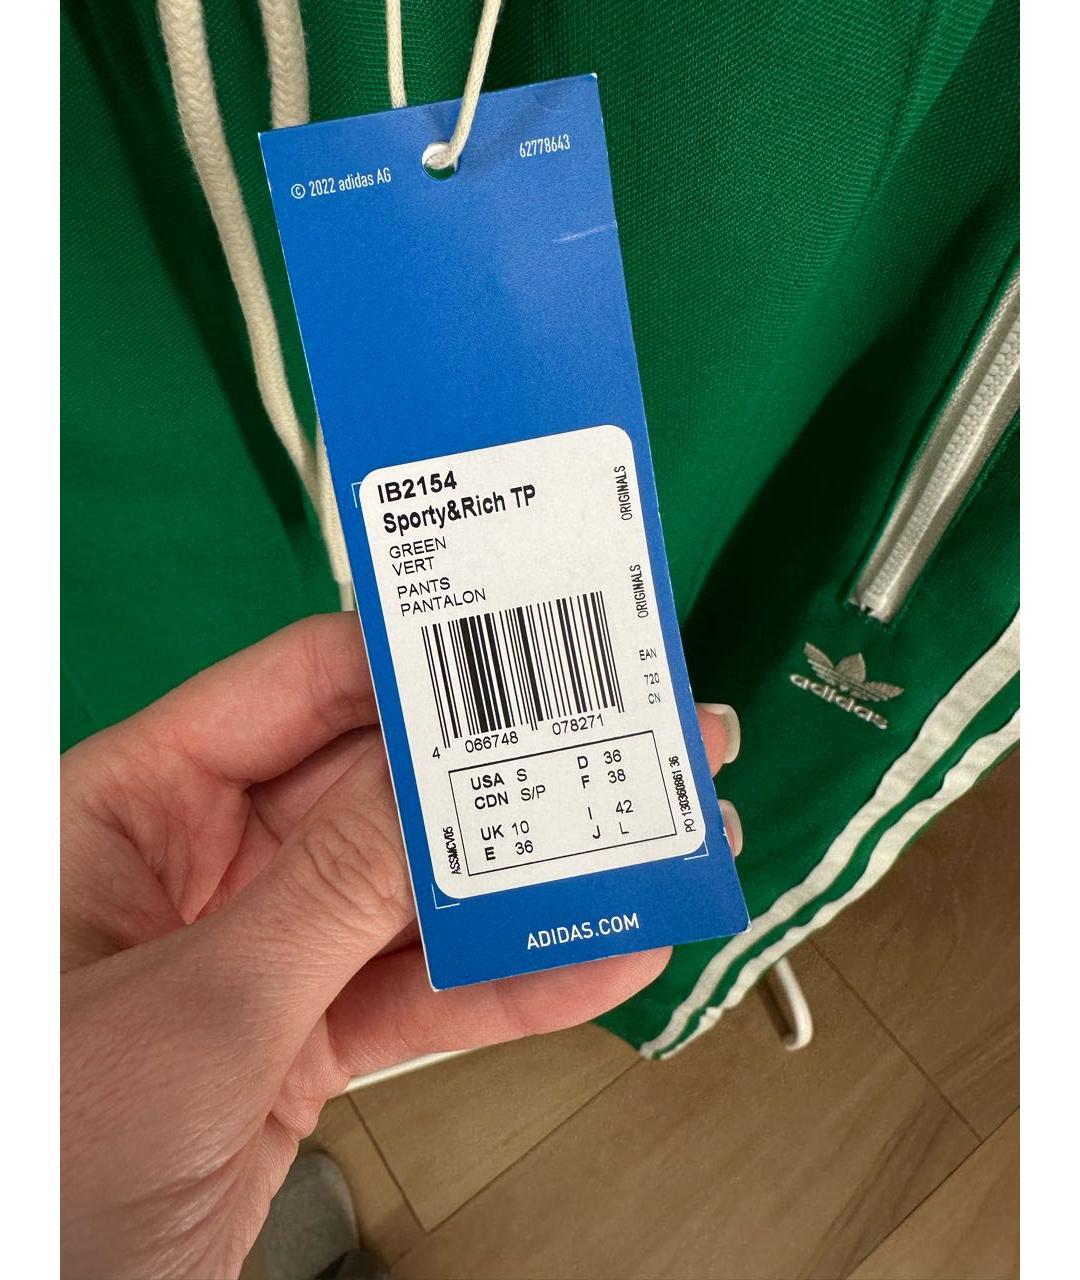 © 2022 adidas AG
62778643
IB2154
Sporty&Rich TP
GREEN
VERT
PANTS
PANTALON
ORIGINALS
ORIGINALS
EAN
720
CN
4 066748 078271
USA S D 36
CDN S/P F 38
UK 10 I 42
E 36 J L
ASSMCV05
PO 130360861 36
ADIDAS.COM
adidas